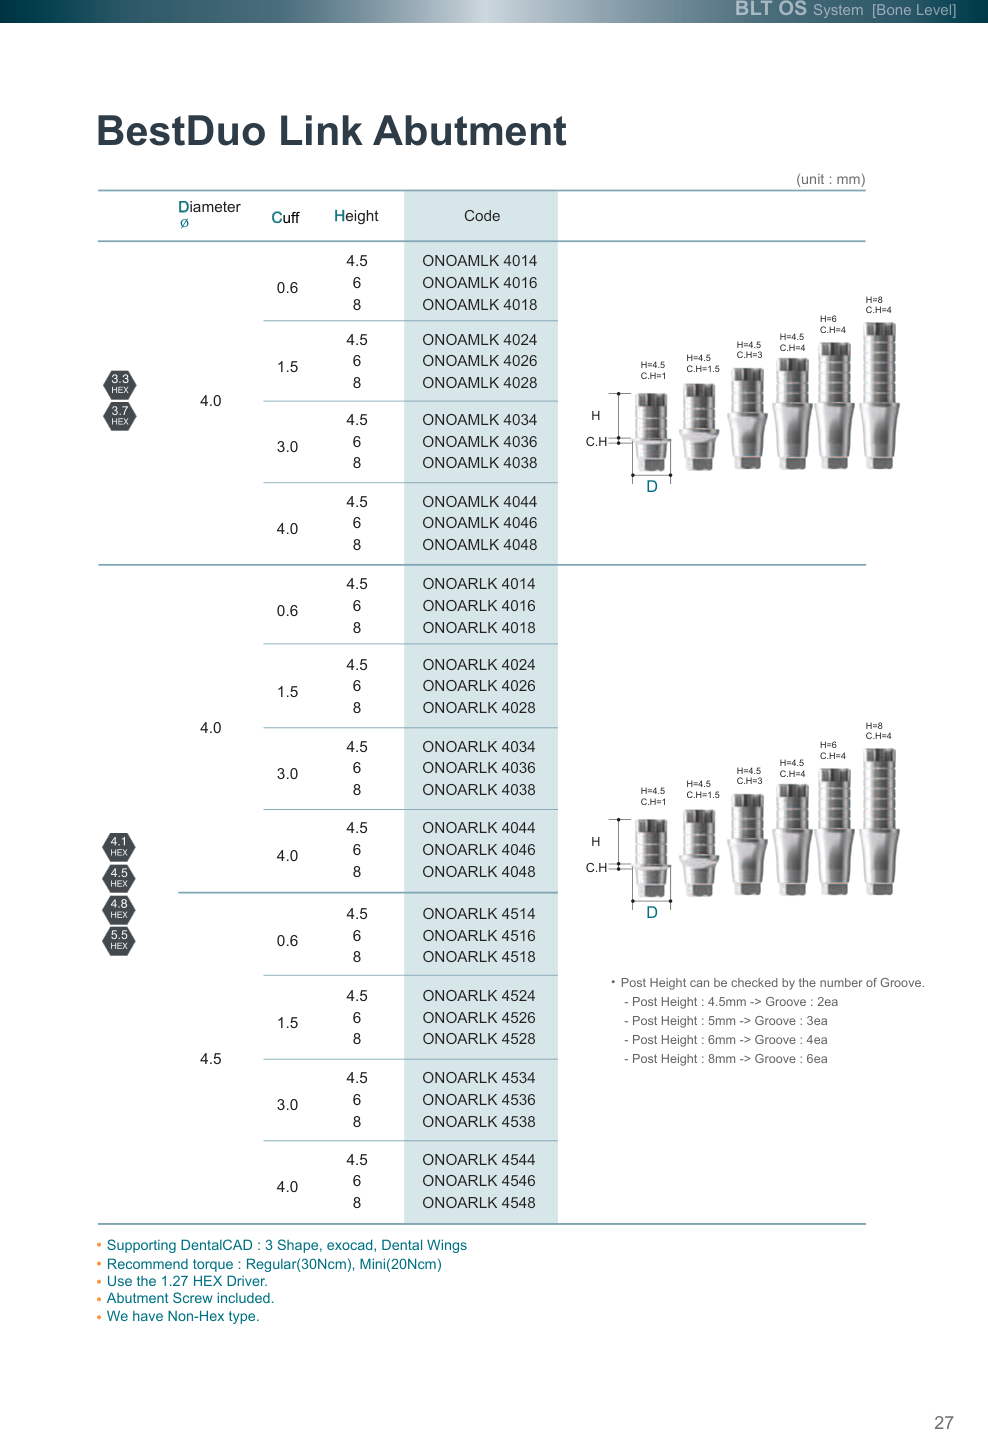 BLT OS System [Bone Level]
BestDuo Link Abutment
(unit : mm)
Diameter Ø Cuff Height Code
3.3 HEX
3.7 HEX
4.0
0.6
4.5 ONOAMLK 4014
6 ONOAMLK 4016
8 ONOAMLK 4018
1.5
4.5 ONOAMLK 4024
6 ONOAMLK 4026
8 ONOAMLK 4028
3.0
4.5 ONOAMLK 4034
6 ONOAMLK 4036
8 ONOAMLK 4038
4.0
4.5 ONOAMLK 4044
6 ONOAMLK 4046
8 ONOAMLK 4048
H=4.5
C.H=1
H=4.5
C.H=1.5
H=4.5
C.H=3
H=4.5
C.H=4
H=6
C.H=4
H=8
C.H=4
H
C.H
D
4.1 HEX
4.5 HEX
4.8 HEX
5.5 HEX
4.0
0.6
4.5 ONOARLK 4014
6 ONOARLK 4016
8 ONOARLK 4018
1.5
4.5 ONOARLK 4024
6 ONOARLK 4026
8 ONOARLK 4028
3.0
4.5 ONOARLK 4034
6 ONOARLK 4036
8 ONOARLK 4038
4.0
4.5 ONOARLK 4044
6 ONOARLK 4046
8 ONOARLK 4048
4.5
0.6
4.5 ONOARLK 4514
6 ONOARLK 4516
8 ONOARLK 4518
1.5
4.5 ONOARLK 4524
6 ONOARLK 4526
8 ONOARLK 4528
3.0
4.5 ONOARLK 4534
6 ONOARLK 4536
8 ONOARLK 4538
4.0
4.5 ONOARLK 4544
6 ONOARLK 4546
8 ONOARLK 4548
H=4.5
C.H=1
H=4.5
C.H=1.5
H=4.5
C.H=3
H=4.5
C.H=4
H=6
C.H=4
H=8
C.H=4
H
C.H
D
• Post Height can be checked by the number of Groove.
- Post Height : 4.5mm -> Groove : 2ea
- Post Height : 5mm -> Groove : 3ea
- Post Height : 6mm -> Groove : 4ea
- Post Height : 8mm -> Groove : 6ea
• Supporting DentalCAD : 3 Shape, exocad, Dental Wings
• Recommend torque : Regular(30Ncm), Mini(20Ncm)
• Use the 1.27 HEX Driver.
• Abutment Screw included.
• We have Non-Hex type.
27